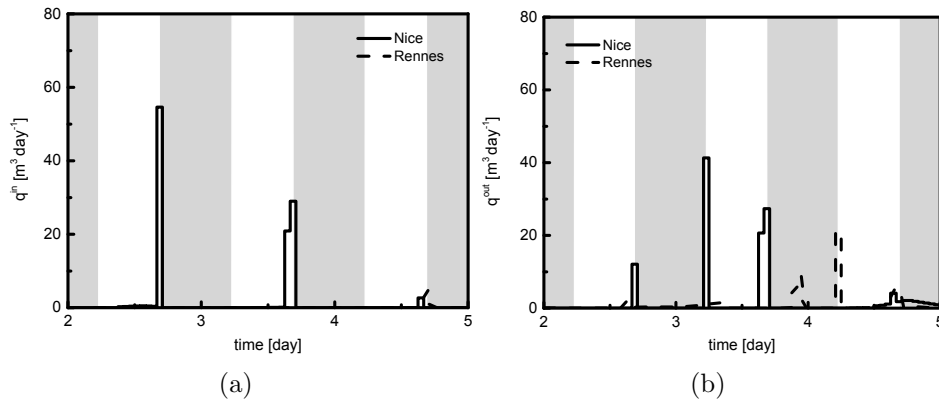 80
60
40
20
0
2
3
4
5
q^in [m^3 day^-1]
time [day]
Nice
Rennes
(a)
80
60
40
20
0
2
3
4
5
q^out [m^3 day^-1]
time [day]
Nice
Rennes
(b)